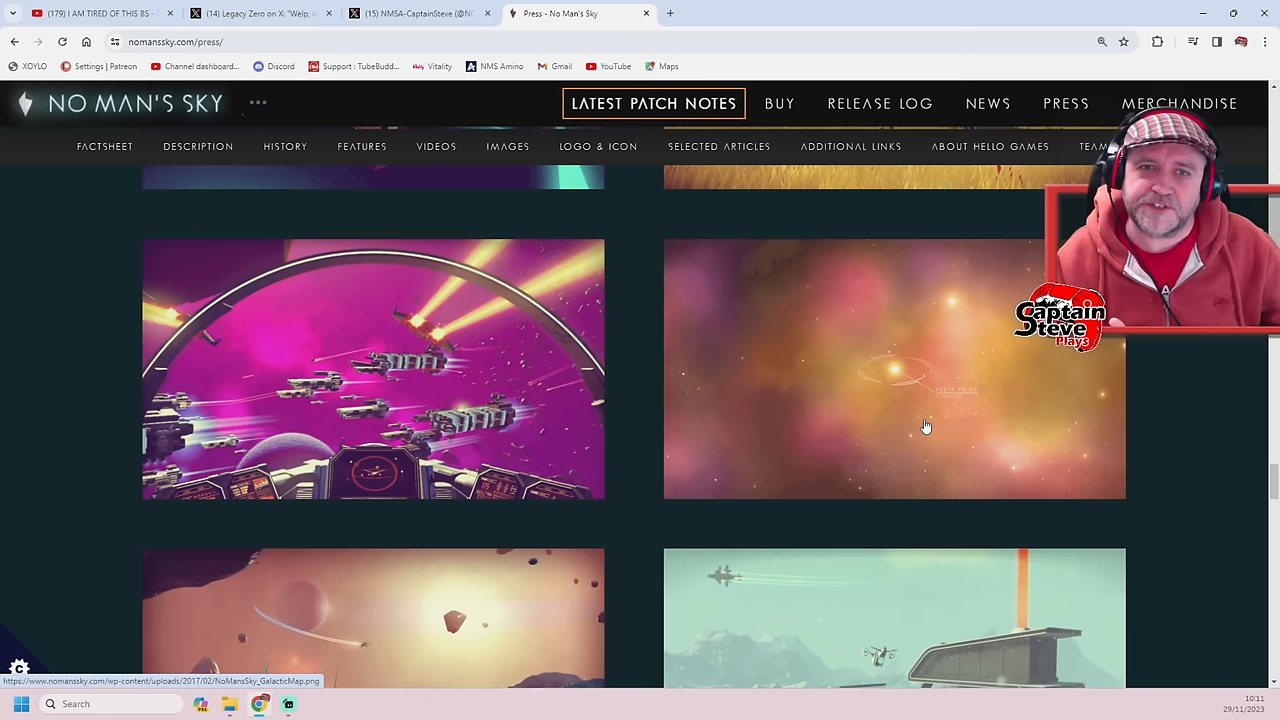 (179) I AM TIRED OF THIS BS -
(14) Legacy Zero on X: "Welp,
(15) NMSA-CaptainSteve (@NC
Press - No Man's Sky
nomanssky.com/press/
XOYLO
Settings | Patreon
Channel dashboard...
Discord
Support : TubeBudd...
Vitality
NMS Amino
Gmail
YouTube
Maps
NO MAN'S SKY
LATEST PATCH NOTES
BUY
RELEASE LOG
NEWS
PRESS
MERCHANDISE
FACTSHEET
DESCRIPTION
HISTORY
FEATURES
VIDEOS
IMAGES
LOGO & ICON
SELECTED ARTICLES
ADDITIONAL LINKS
ABOUT HELLO GAMES
TEAM
Captain
Steve
Plays
https://www.nomanssky.com/wp-content/uploads/2017/02/NoMansSky_GalacticMap.png
Search
10:11
29/11/2023